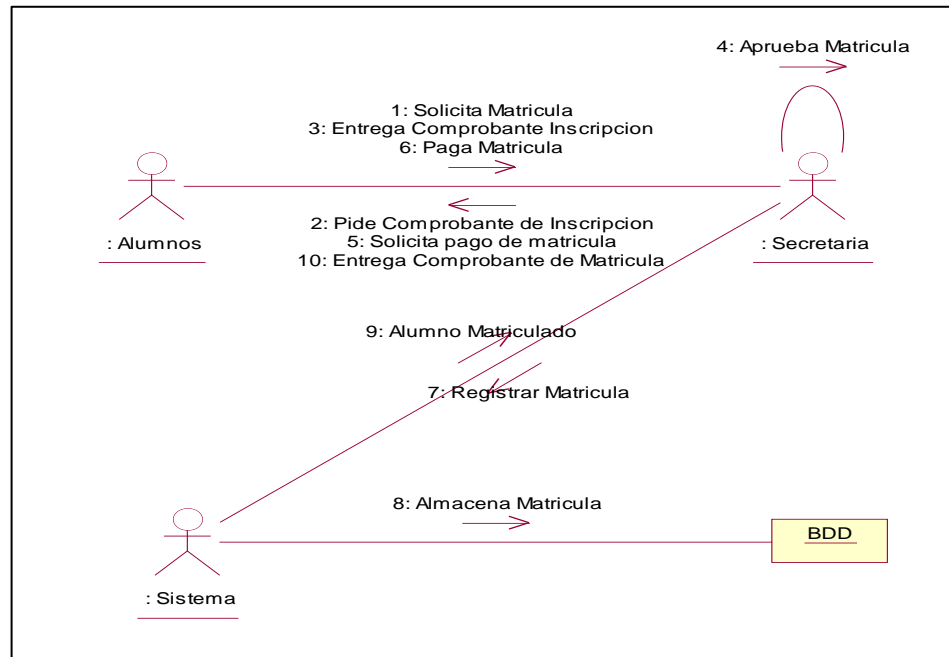 4: Aprueba Matricula
1: Solicita Matricula
3: Entrega Comprobante Inscripcion
6: Paga Matricula
2: Pide Comprobante de Inscripcion
5: Solicita pago de matricula
10: Entrega Comprobante de Matricula
: Alumnos
: Secretaria
9: Alumno Matriculado
7: Registrar Matricula
8: Almacena Matricula
BDD
: Sistema